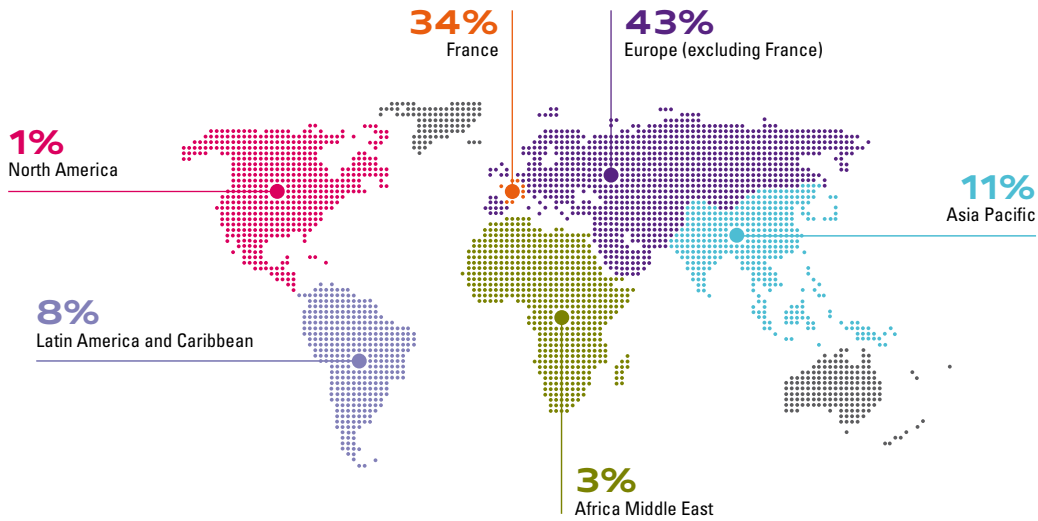 34%
France
43%
Europe (excluding France)
1%
North America
11%
Asia Pacific
8%
Latin America and Caribbean
3%
Africa Middle East